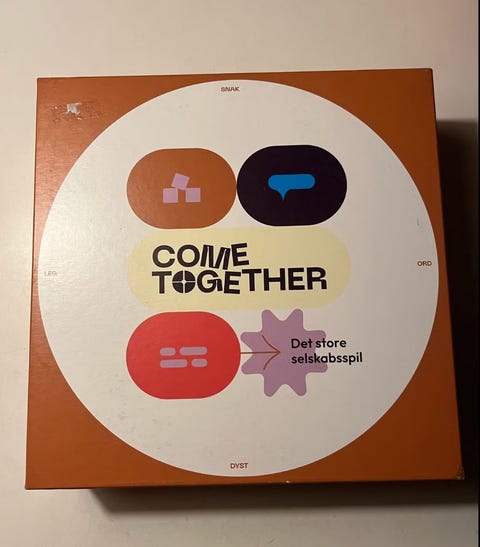 SNAK
COME
TOGETHER
LEG
ORD
Det store
selskabsspil
DYST